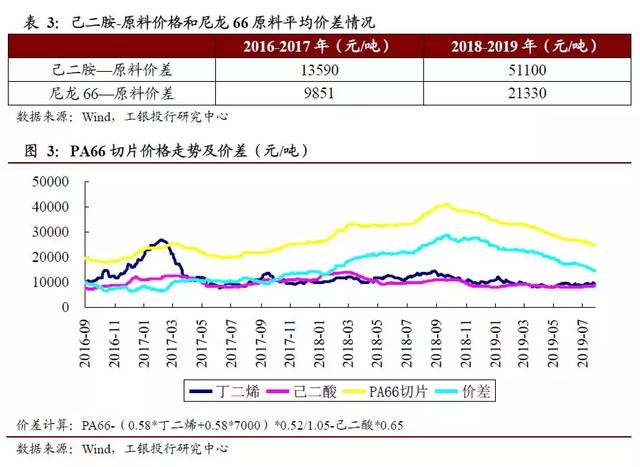 表 3：己二胺-原料价格和尼龙 66 原料平均价差情况
2016-2017 年（元/吨） 2018-2019 年（元/吨）
己二胺—原料价差 13590 51100
尼龙 66—原料价差 9851 21330
数据来源：Wind，工银投行研究中心
图 3：PA66 切片价格走势及价差（元/吨）
50000
40000
30000
20000
10000
0
2016-09 2016-11 2017-01 2017-03 2017-05 2017-07 2017-09 2017-11 2018-01 2018-03 2018-05 2018-07 2018-09 2018-11 2019-01 2019-03 2019-05 2019-07
丁二烯 己二酸 PA66切片 价差
价差计算：PA66-（0.58*丁二烯+0.58*7000）*0.52/1.05-己二酸*0.65
数据来源：Wind，工银投行研究中心